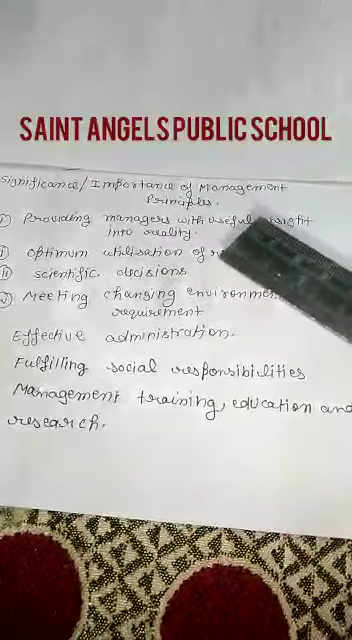 SAINT ANGELS PUBLIC SCHOOL
Significance/Importance of Management
Principles.
Providing managers with useful insight
into reality.
optimum utilisation of
scientific decisions
Meeting changing environme
requirement
Effective administration.
Fulfilling social responsibilities
Management training, education and
research.